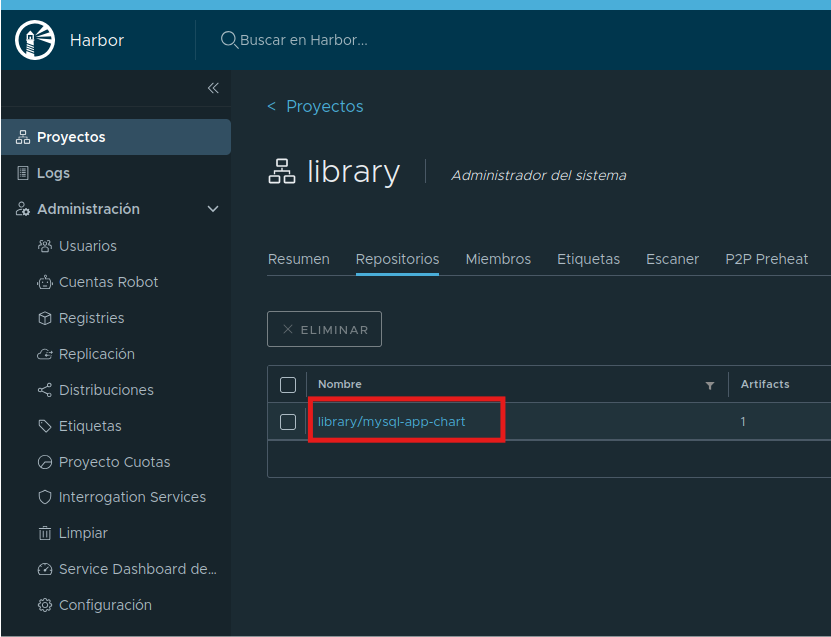 Harbor
Buscar en Harbor...
Proyectos
Logs
Administración
Usuarios
Cuentas Robot
Registries
Replicación
Distribuciones
Etiquetas
Proyecto Cuotas
Interrogation Services
Limpiar
Service Dashboard de...
Configuración
< Proyectos
library
Administrador del sistema
Resumen Repositorios Miembros Etiquetas Escaner P2P Preheat
ELIMINAR
Nombre Artifacts
library/mysql-app-chart 1